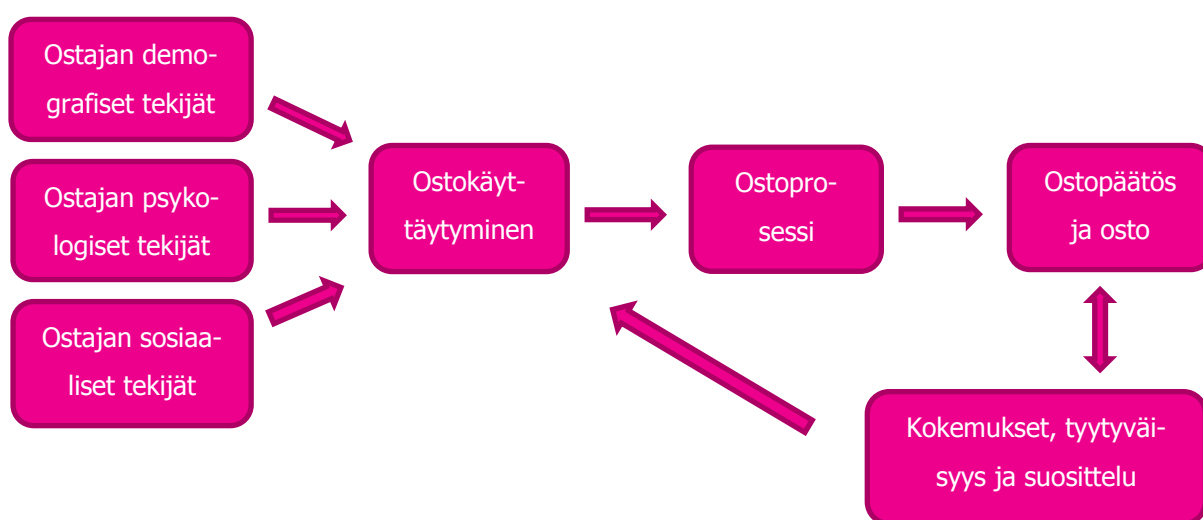 Ostajan demo-
grafiset tekijät
Ostajan psyko-
logiset tekijät
Ostajan sosiaa-
liset tekijät
Ostokäyt-
täytyminen
Ostopro-
sessi
Ostopäätös
ja osto
Kokemukset, tyytyväi-
syys ja suosittelu